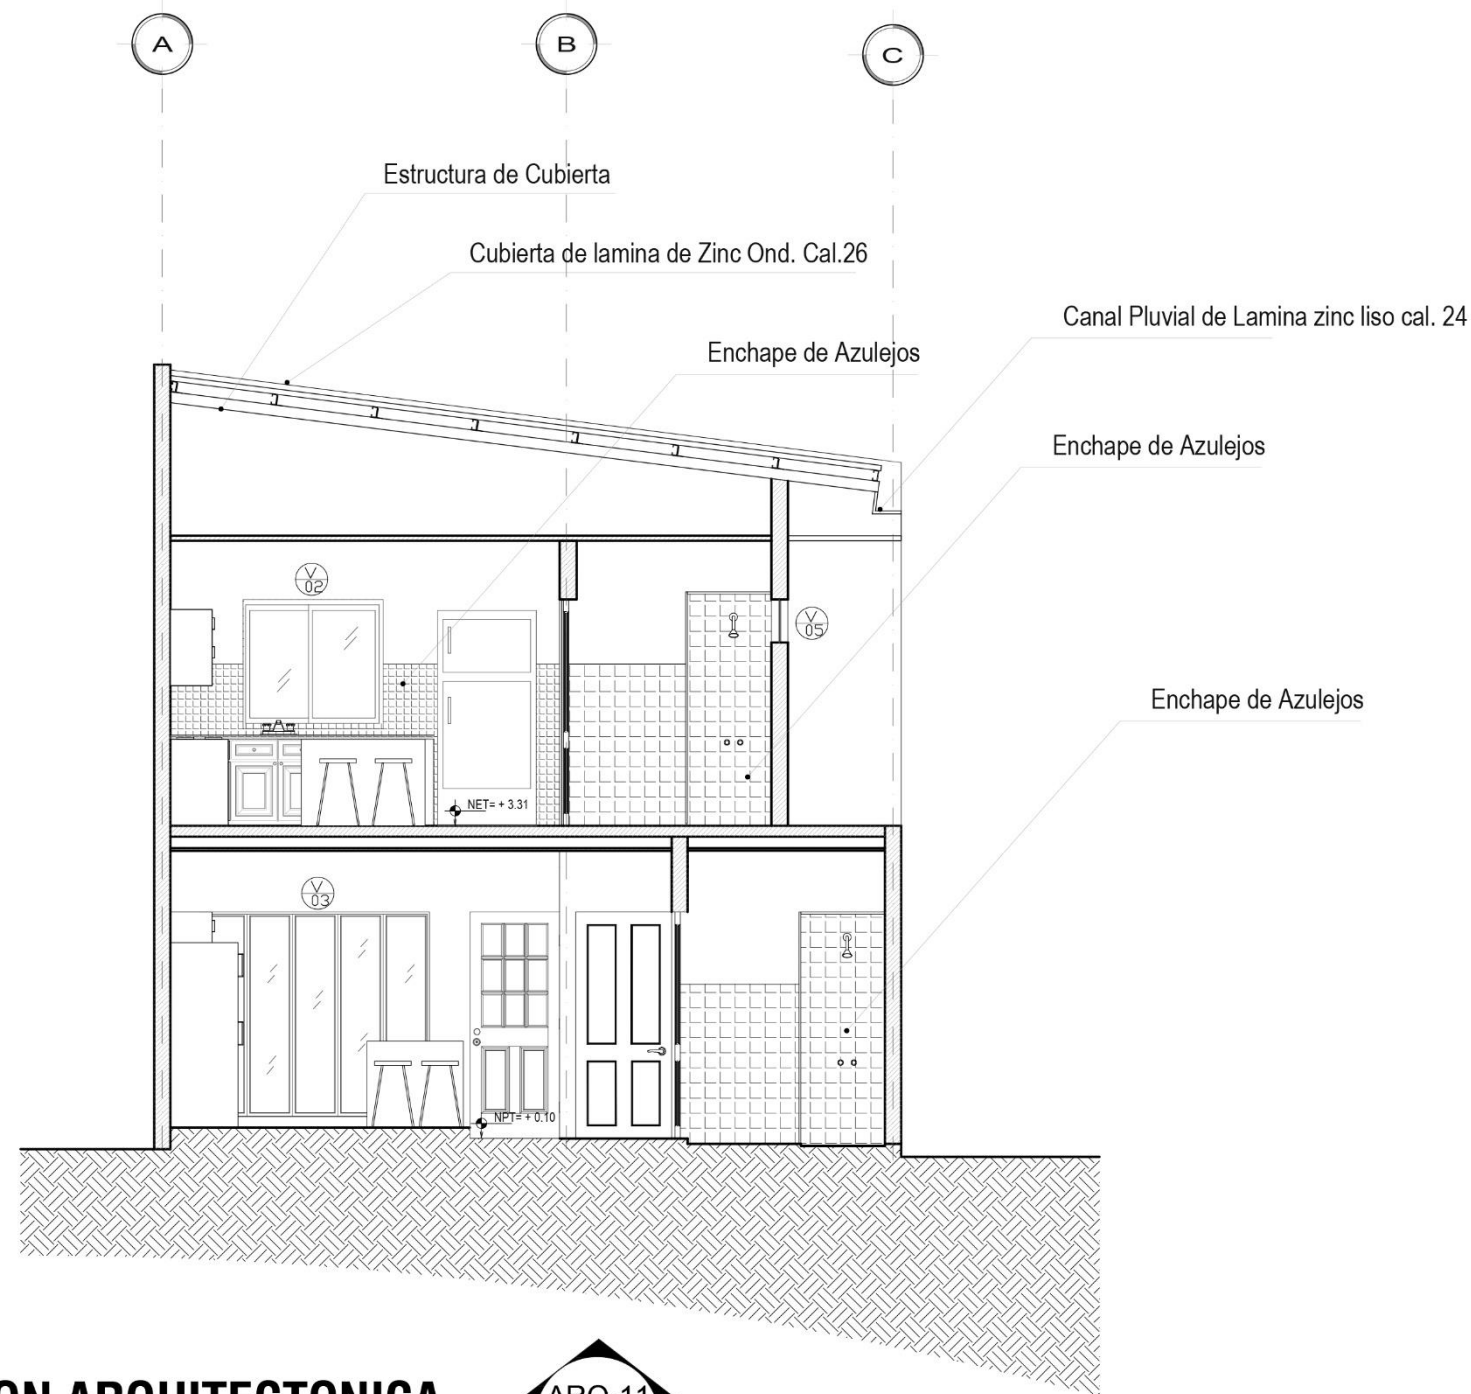 A
B
C
Estructura de Cubierta
Cubierta de lamina de Zinc Ond. Cal.26
Canal Pluvial de Lamina zinc liso cal. 24
Enchape de Azulejos
Enchape de Azulejos
V
02
V
05
Enchape de Azulejos
NET= + 3.31
V
03
NPT= + 0.10
ARQUITECTONICA
ARQ-11